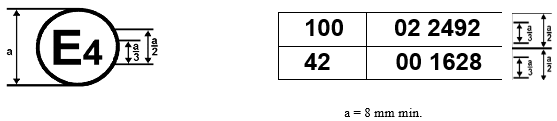 a E4 a/3 a/2
100 02 2492 a/3 a/2
42 00 1628 a/3 a/2
a = 8 mm min.